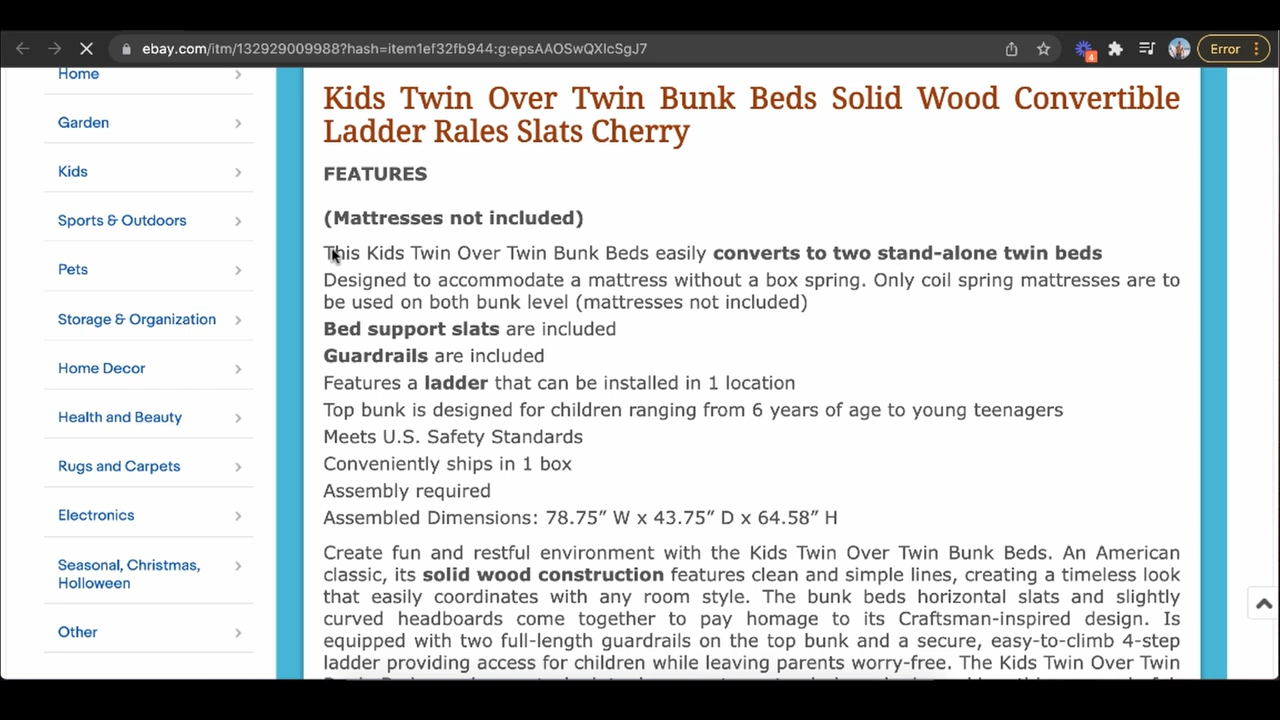 ebay.com/itm/132929009988?hash=item1ef32fb944:g:epsAAOSwQXIcSgJ7
4
Error
Home
Garden
Kids
Sports & Outdoors
Pets
Storage & Organization
Home Decor
Health and Beauty
Rugs and Carpets
Electronics
Seasonal, Christmas,
Holloween
Other
Kids Twin Over Twin Bunk Beds Solid Wood Convertible
Ladder Rales Slats Cherry
FEATURES
(Mattresses not included)
This Kids Twin Over Twin Bunk Beds easily converts to two stand-alone twin beds
Designed to accommodate a mattress without a box spring. Only coil spring mattresses are to
be used on both bunk level (mattresses not included)
Bed support slats are included
Guardrails are included
Features a ladder that can be installed in 1 location
Top bunk is designed for children ranging from 6 years of age to young teenagers
Meets U.S. Safety Standards
Conveniently ships in 1 box
Assembly required
Assembled Dimensions: 78.75” W x 43.75” D x 64.58” H
Create fun and restful environment with the Kids Twin Over Twin Bunk Beds. An American
classic, its solid wood construction features clean and simple lines, creating a timeless look
that easily coordinates with any room style. The bunk beds horizontal slats and slightly
curved headboards come together to pay homage to its Craftsman-inspired design. Is
equipped with two full-length guardrails on the top bunk and a secure, easy-to-climb 4-step
ladder providing access for children while leaving parents worry-free. The Kids Twin Over Twin